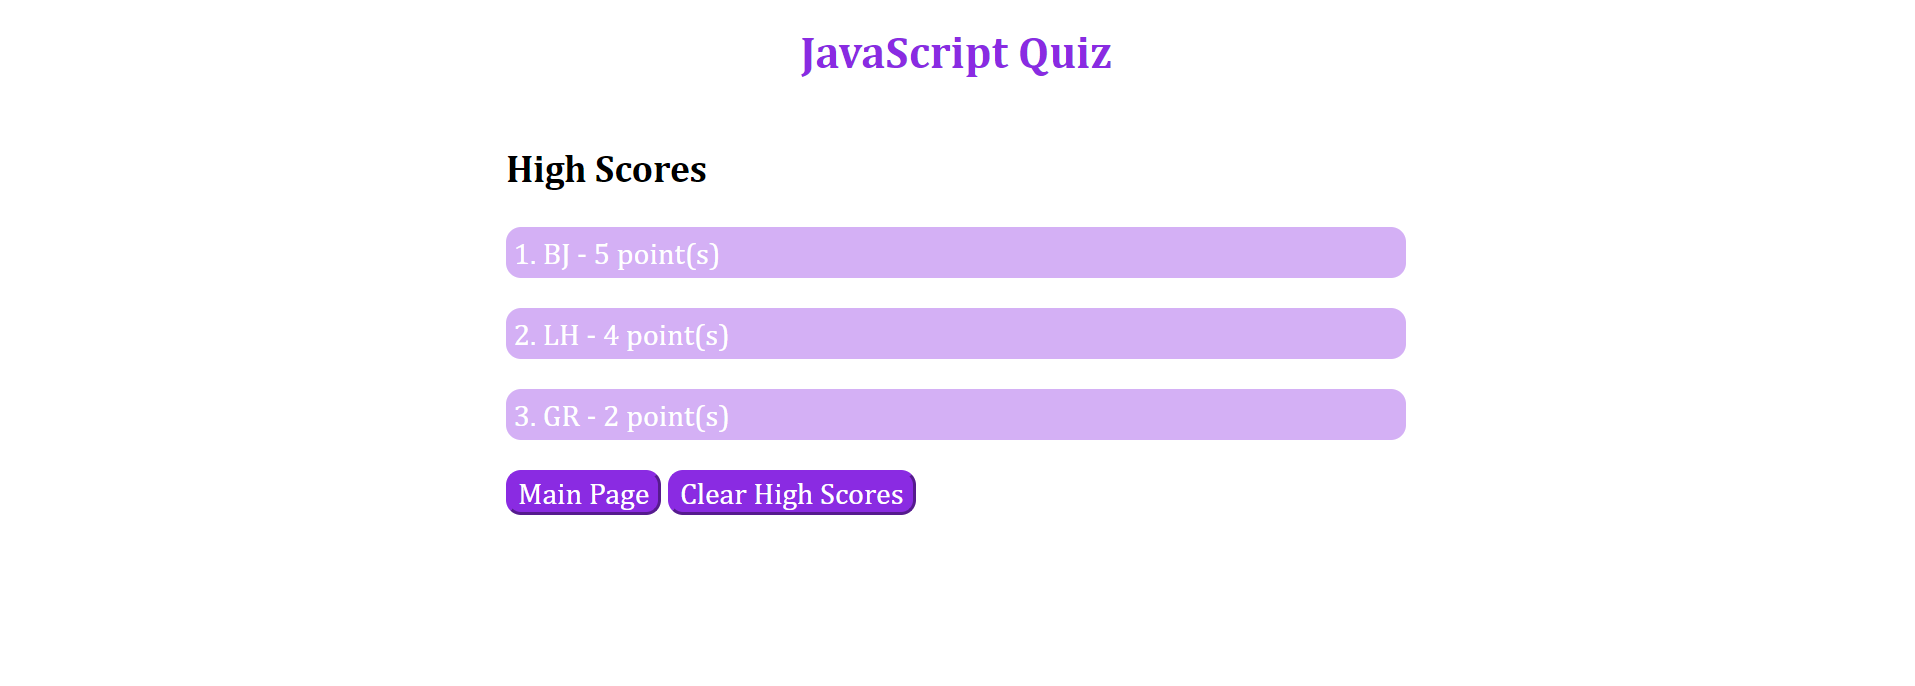 JavaScript Quiz
High Scores
1. BJ - 5 point(s)
2. LH - 4 point(s)
3. GR - 2 point(s)
Main Page Clear High Scores